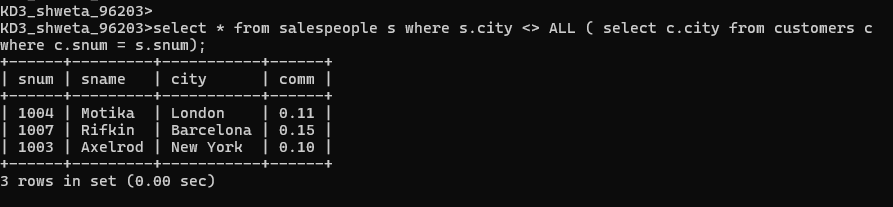 KD3_shweta_96203>
KD3_shweta_96203>select * from salespeople s where s.city <> ALL ( select c.city from customers c
where c.snum = s.snum);
+------+---------+-----------+------+
| snum | sname   | city      | comm |
+------+---------+-----------+------+
| 1004 | Motika  | London    | 0.11 |
| 1007 | Rifkin  | Barcelona | 0.15 |
| 1003 | Axelrod | New York  | 0.10 |
+------+---------+-----------+------+
3 rows in set (0.00 sec)